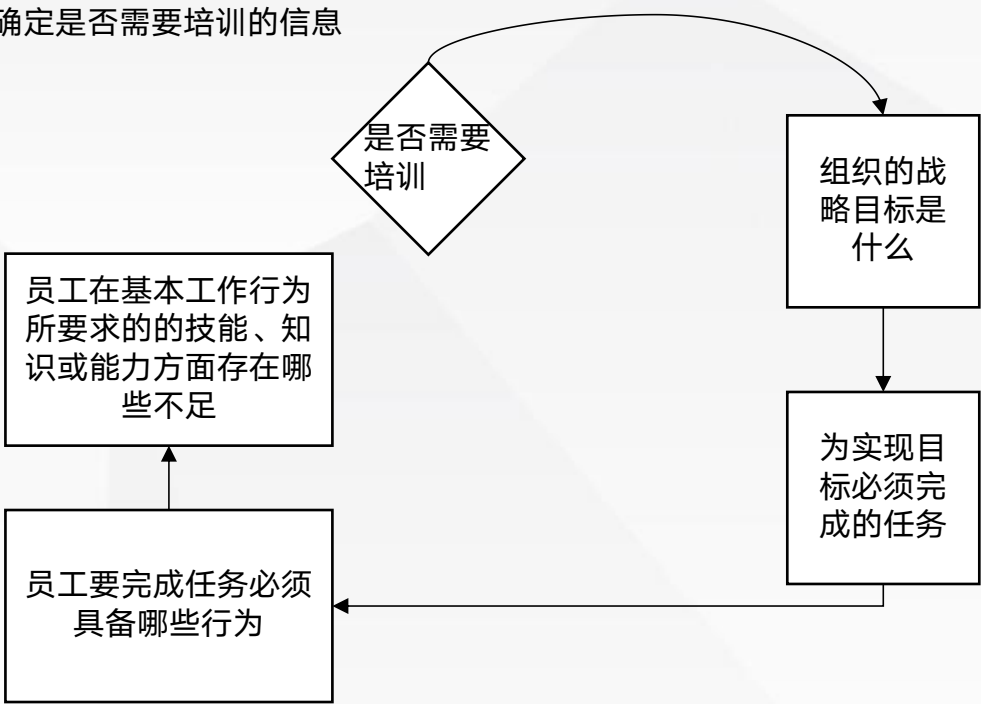 确定是否需要培训的信息
是否需要
培训
组织的战
略目标是
什么
为实现目
标必须完
成的任务
员工要完成任务必须
具备哪些行为
员工在基本工作行为
所要求的的技能、知
识或能力方面存在哪
些不足